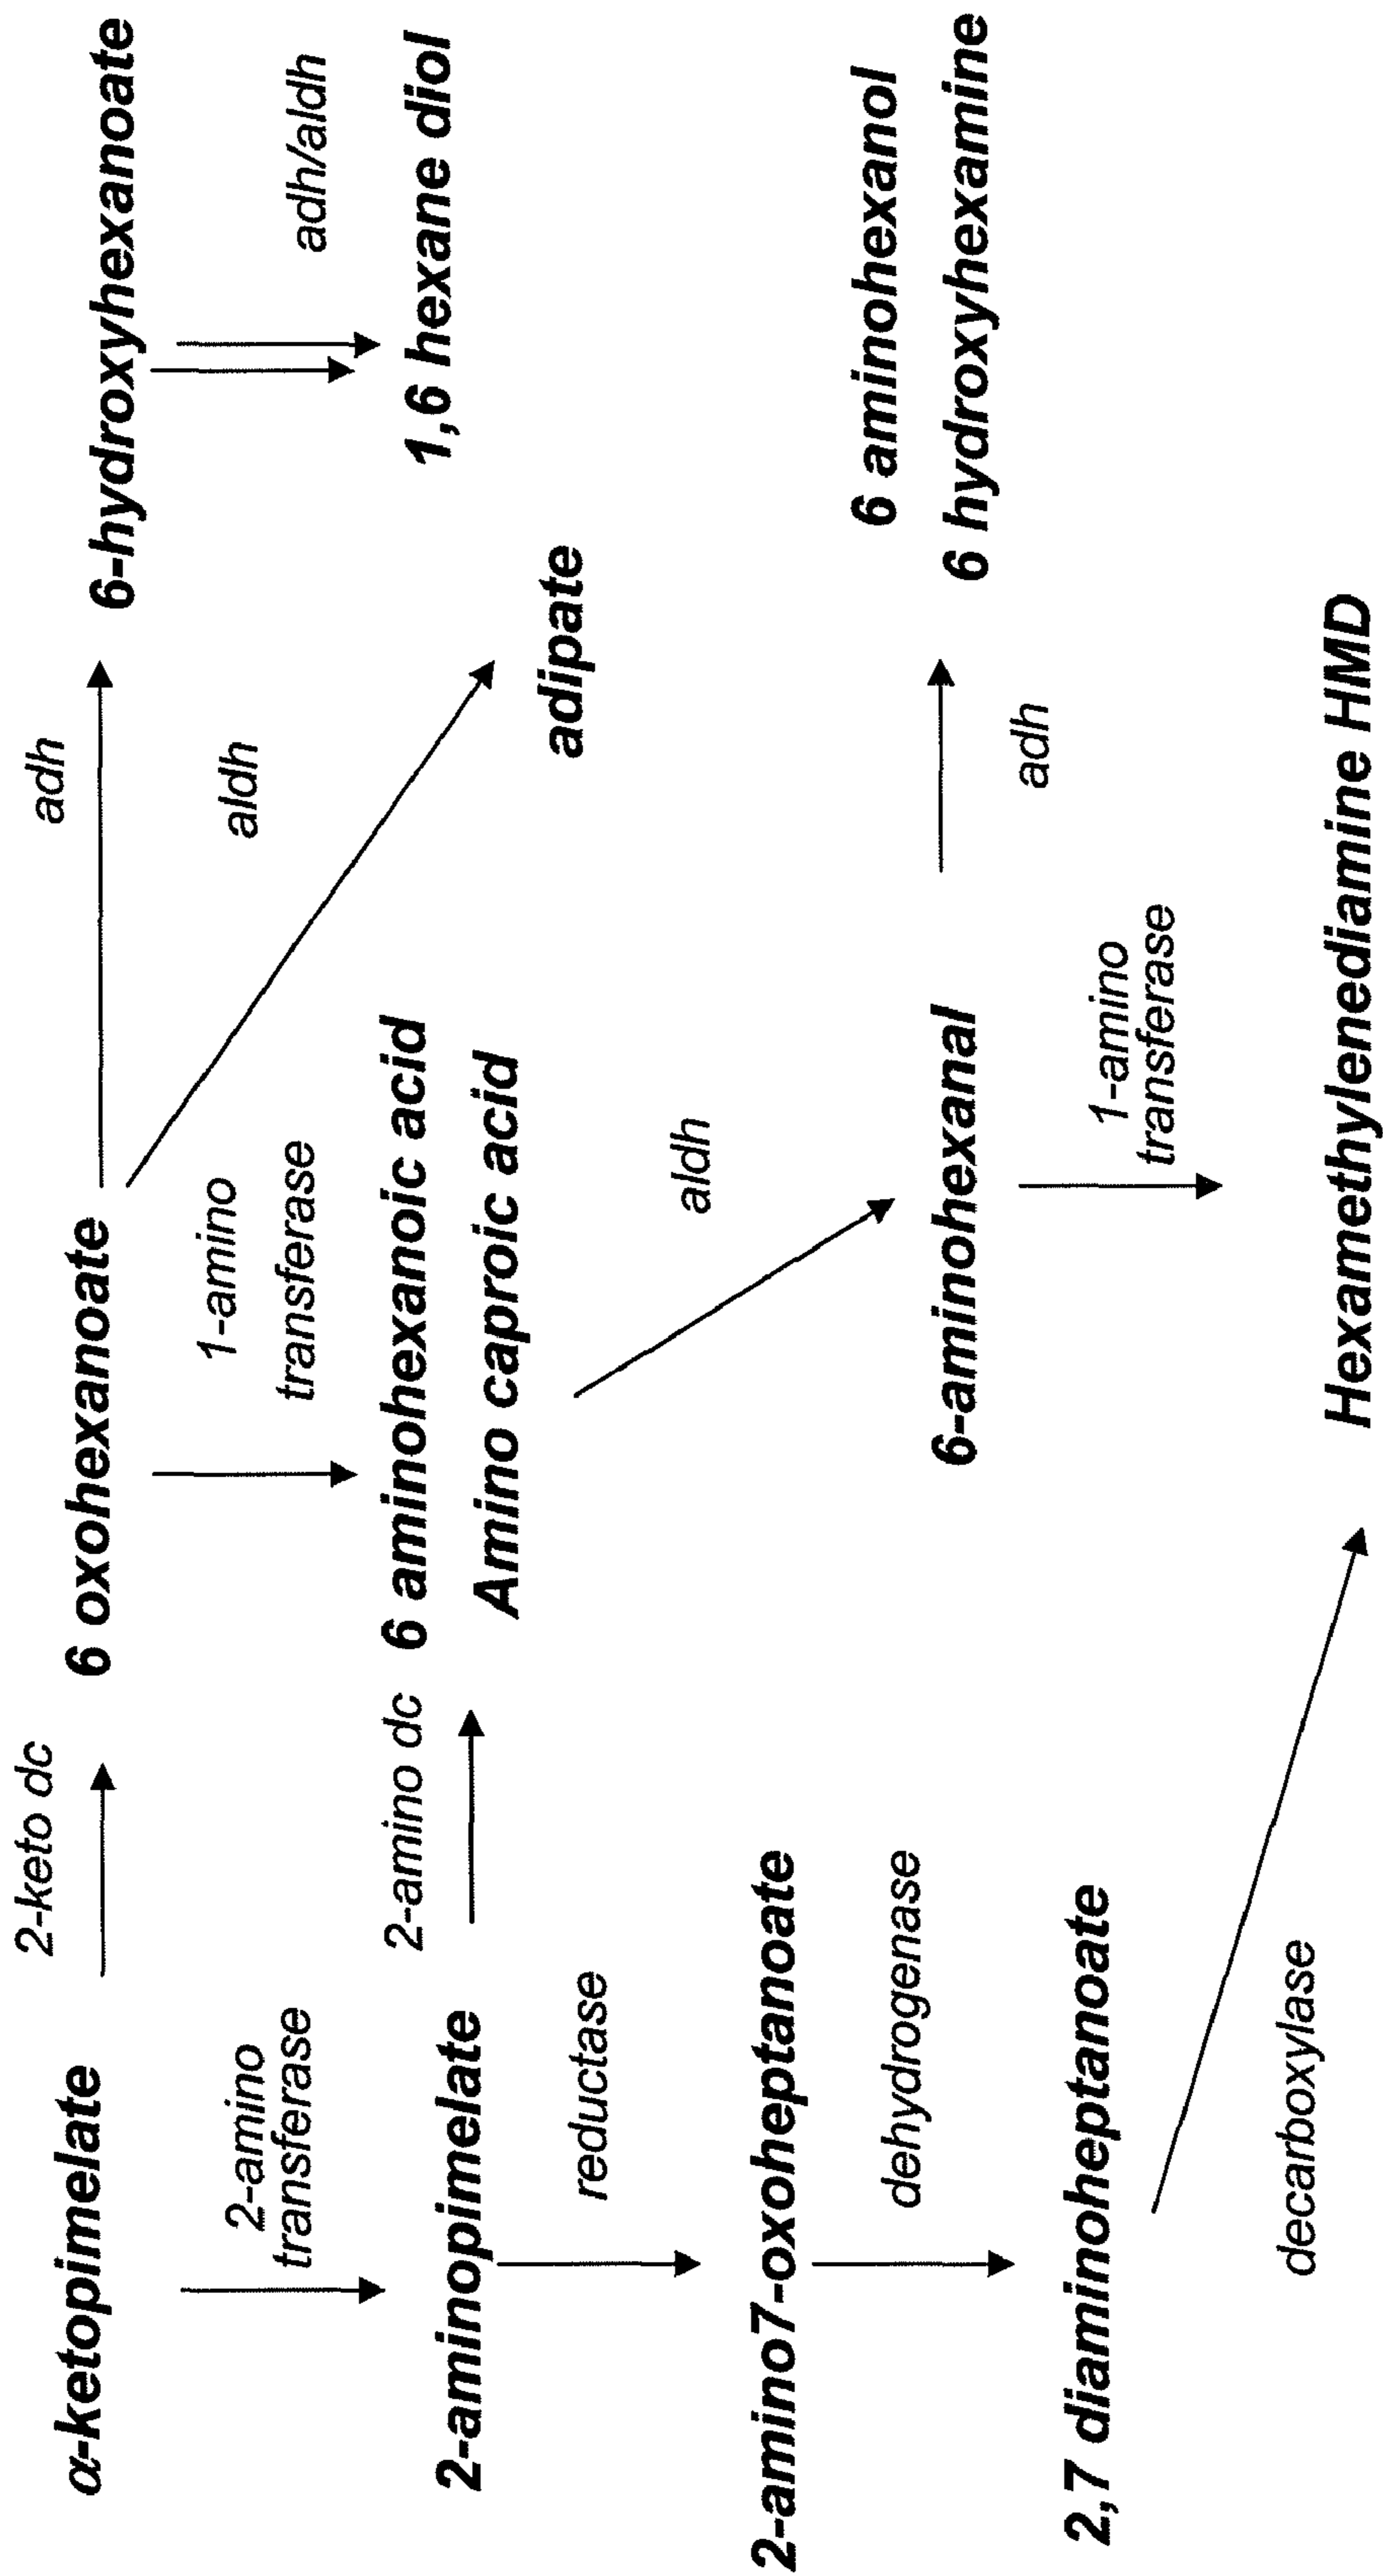 α-ketopimelate
2-keto dc
6 oxohexanoate
adh
6-hydroxyhexanoate
2-amino
transferase
1-amino
transferase
aldh
adh/aldh
2-aminopimelate
2-amino dc
6 aminohexanoic acid
Amino caproic acid
adipate
1,6 hexane diol
reductase
aldh
2-amino7-oxoheptanoate
dehydrogenase
6-aminohexanal
adh
6 aminohexanol
6 hydroxyhexamine
1-amino
transferase
2,7 diaminoheptanoate
decarboxylase
Hexamethylenediamine HMD